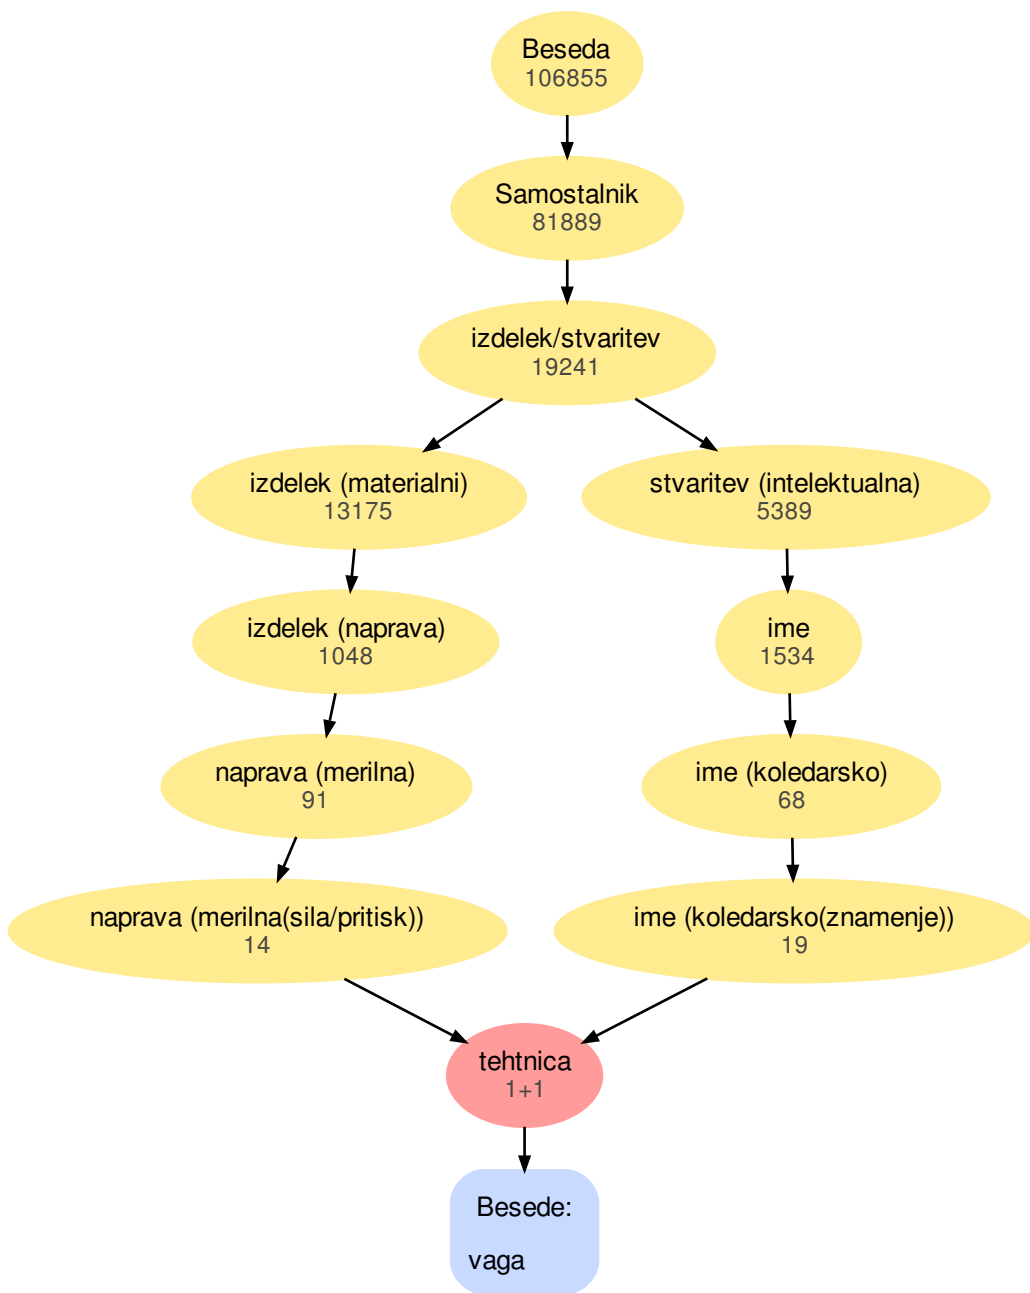 Beseda
106855
Samostalnik
81889
izdelek/stvaritev
19241
izdelek (materialni)
13175
stvaritev (intelektualna)
5389
izdelek (naprava)
1048
ime
1534
naprava (merilna)
91
ime (koledarsko)
68
naprava (merilna(sila/pritisk))
14
ime (koledarsko(znamenje))
19
tehtnica
1+1
Besede:
vaga